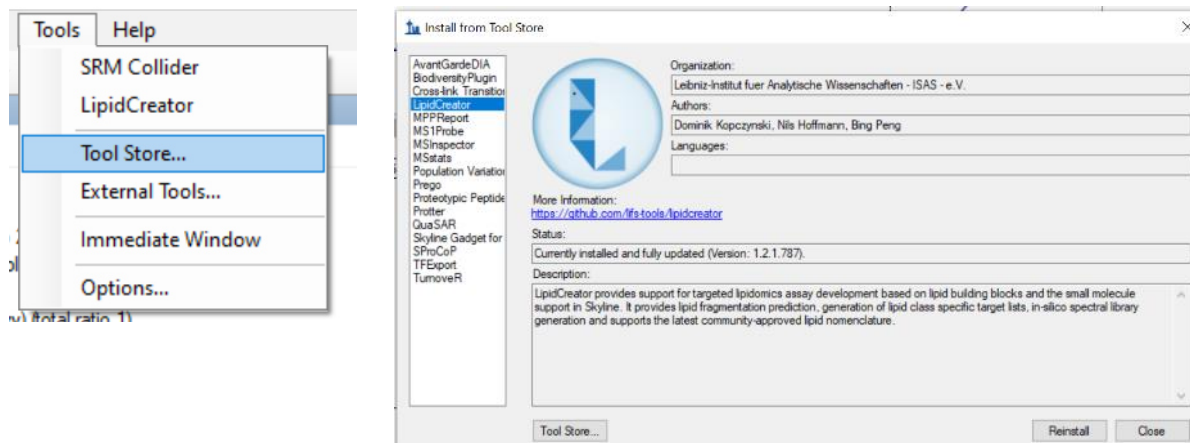 Tools Help
SRM Collider
LipidCreator
Tool Store...
External Tools...
Immediate Window
Options...
(total ratio 1)
Install from Tool Store
AvantGardeDIA
BiodiversityPlugin
Cross-link Transition
LipidCreator
MPPReport
MS1Probe
MSInspector
MSstats
Population Variation
Prego
Proteotypic Peptide
Protter
QuaSAR
Skyline Gadget for
SProCoP
TFExport
TurnoveR
Organization:
Leibniz-Institut fuer Analytische Wissenschaften - ISAS - e.V.
Authors:
Dominik Kopczynski, Nils Hoffmann, Bing Peng
Languages:
More Information:
https://github.com/lifs-tools/lipidcreator
Status:
Currently installed and fully updated (Version: 1.2.1.787).
Description:
LipidCreator provides support for targeted lipidomics assay development based on lipid building blocks and the small molecule
support in Skyline. It provides lipid fragmentation prediction, generation of lipid class specific target lists, in-silico spectral library
generation and supports the latest community-approved lipid nomenclature.
Tool Store...
Reinstall
Close